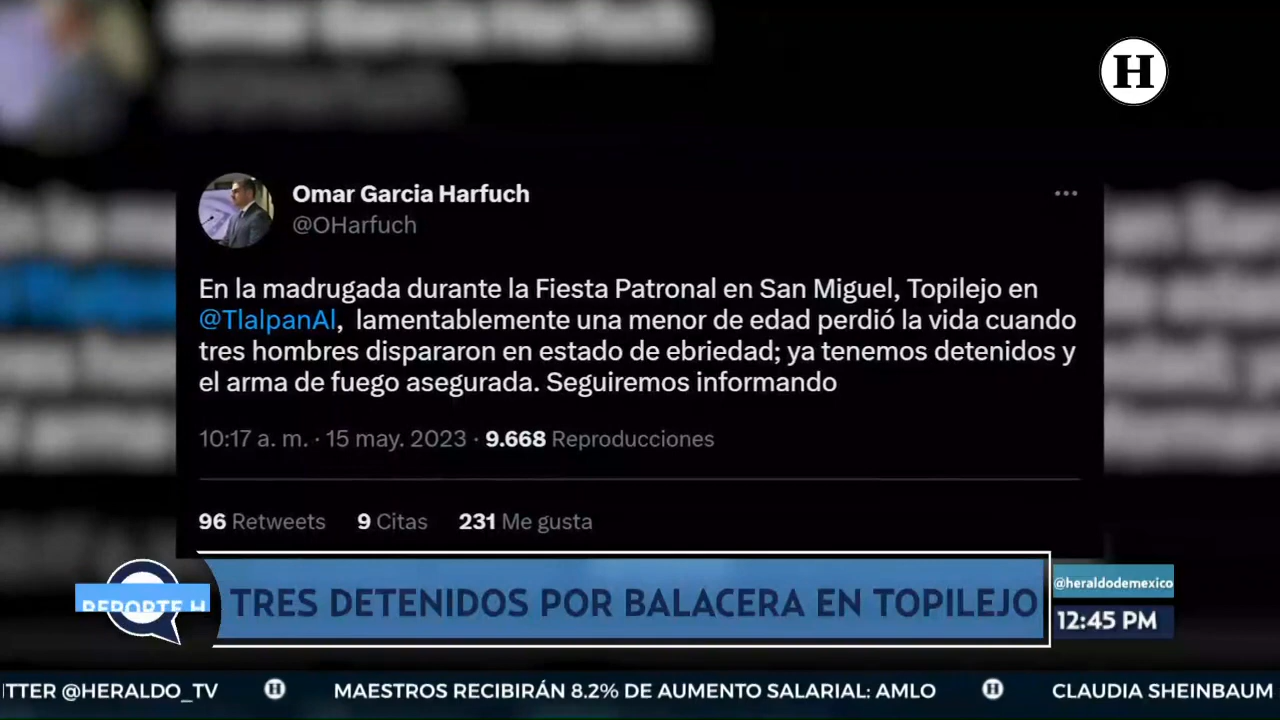 H
Omar Garcia Harfuch
@OHarfuch
En la madrugada durante la Fiesta Patronal en San Miguel, Topilejo en
@TlalpanAl, lamentablemente una menor de edad perdió la vida cuando
tres hombres dispararon en estado de ebriedad; ya tenemos detenidos y
el arma de fuego asegurada. Seguiremos informando
10:17 a. m. · 15 may. 2023 · 9.668 Reproducciones
96 Retweets 9 Citas 231 Me gusta
REPORTE H
TRES DETENIDOS POR BALACERA EN TOPILEJO
@heraldodemexico
12:45 PM
ITTER @HERALDO_TV H MAESTROS RECIBIRÁN 8.2% DE AUMENTO SALARIAL: AMLO H CLAUDIA SHEINBAUM